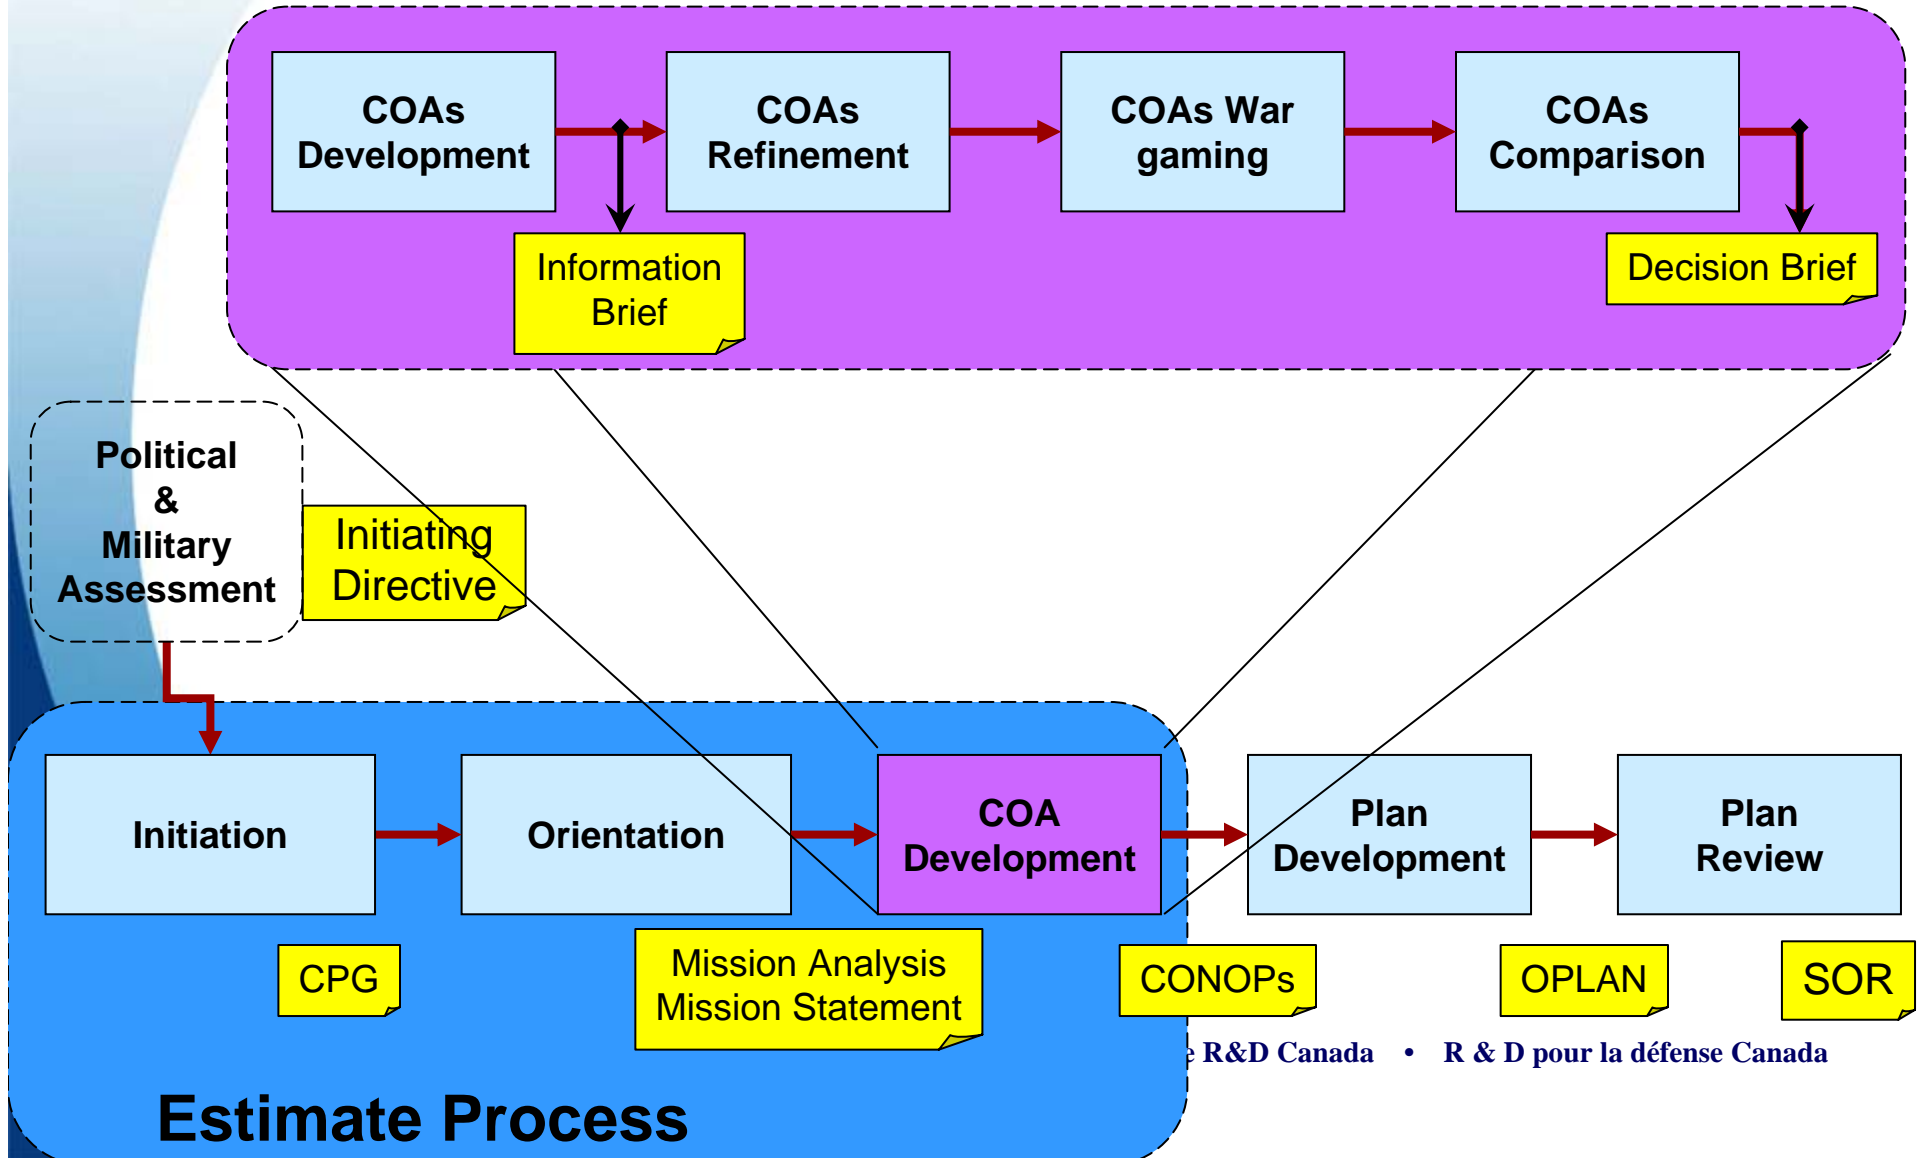 COAs
Development
COAs
Refinement
COAs War
gaming
COAs
Comparison
Information
Brief
Decision Brief
Political
&
Military
Assessment
Initiating
Directive
Initiation
Orientation
COA
Development
Plan
Development
Plan
Review
CPG
Mission Analysis
Mission Statement
CONOPs
OPLAN
SOR
R&D Canada • R & D pour la défense Canada
Estimate Process